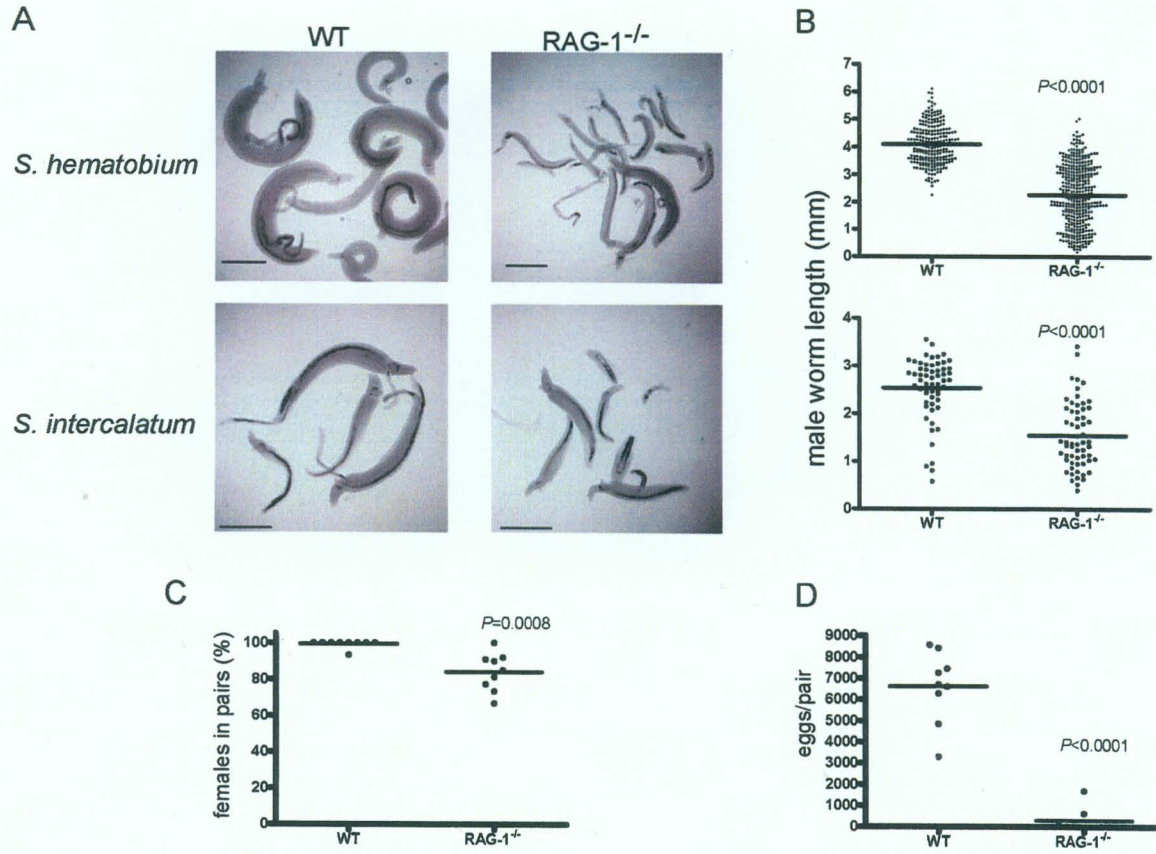 A
WT
RAG-1-/-
S. hematobium
S. intercalatum
B
male worm length (mm)
7
6
5
4
3
2
1
0
P<0.0001
WT
RAG-1-/-
4
3
2
1
0
P<0.0001
WT
RAG-1-/-
C
females in pairs (%)
100
80
60
40
20
0
P=0.0008
WT
RAG-1-/-
D
eggs/pair
9000
8000
7000
6000
5000
4000
3000
2000
1000
0
P<0.0001
WT
RAG-1-/-